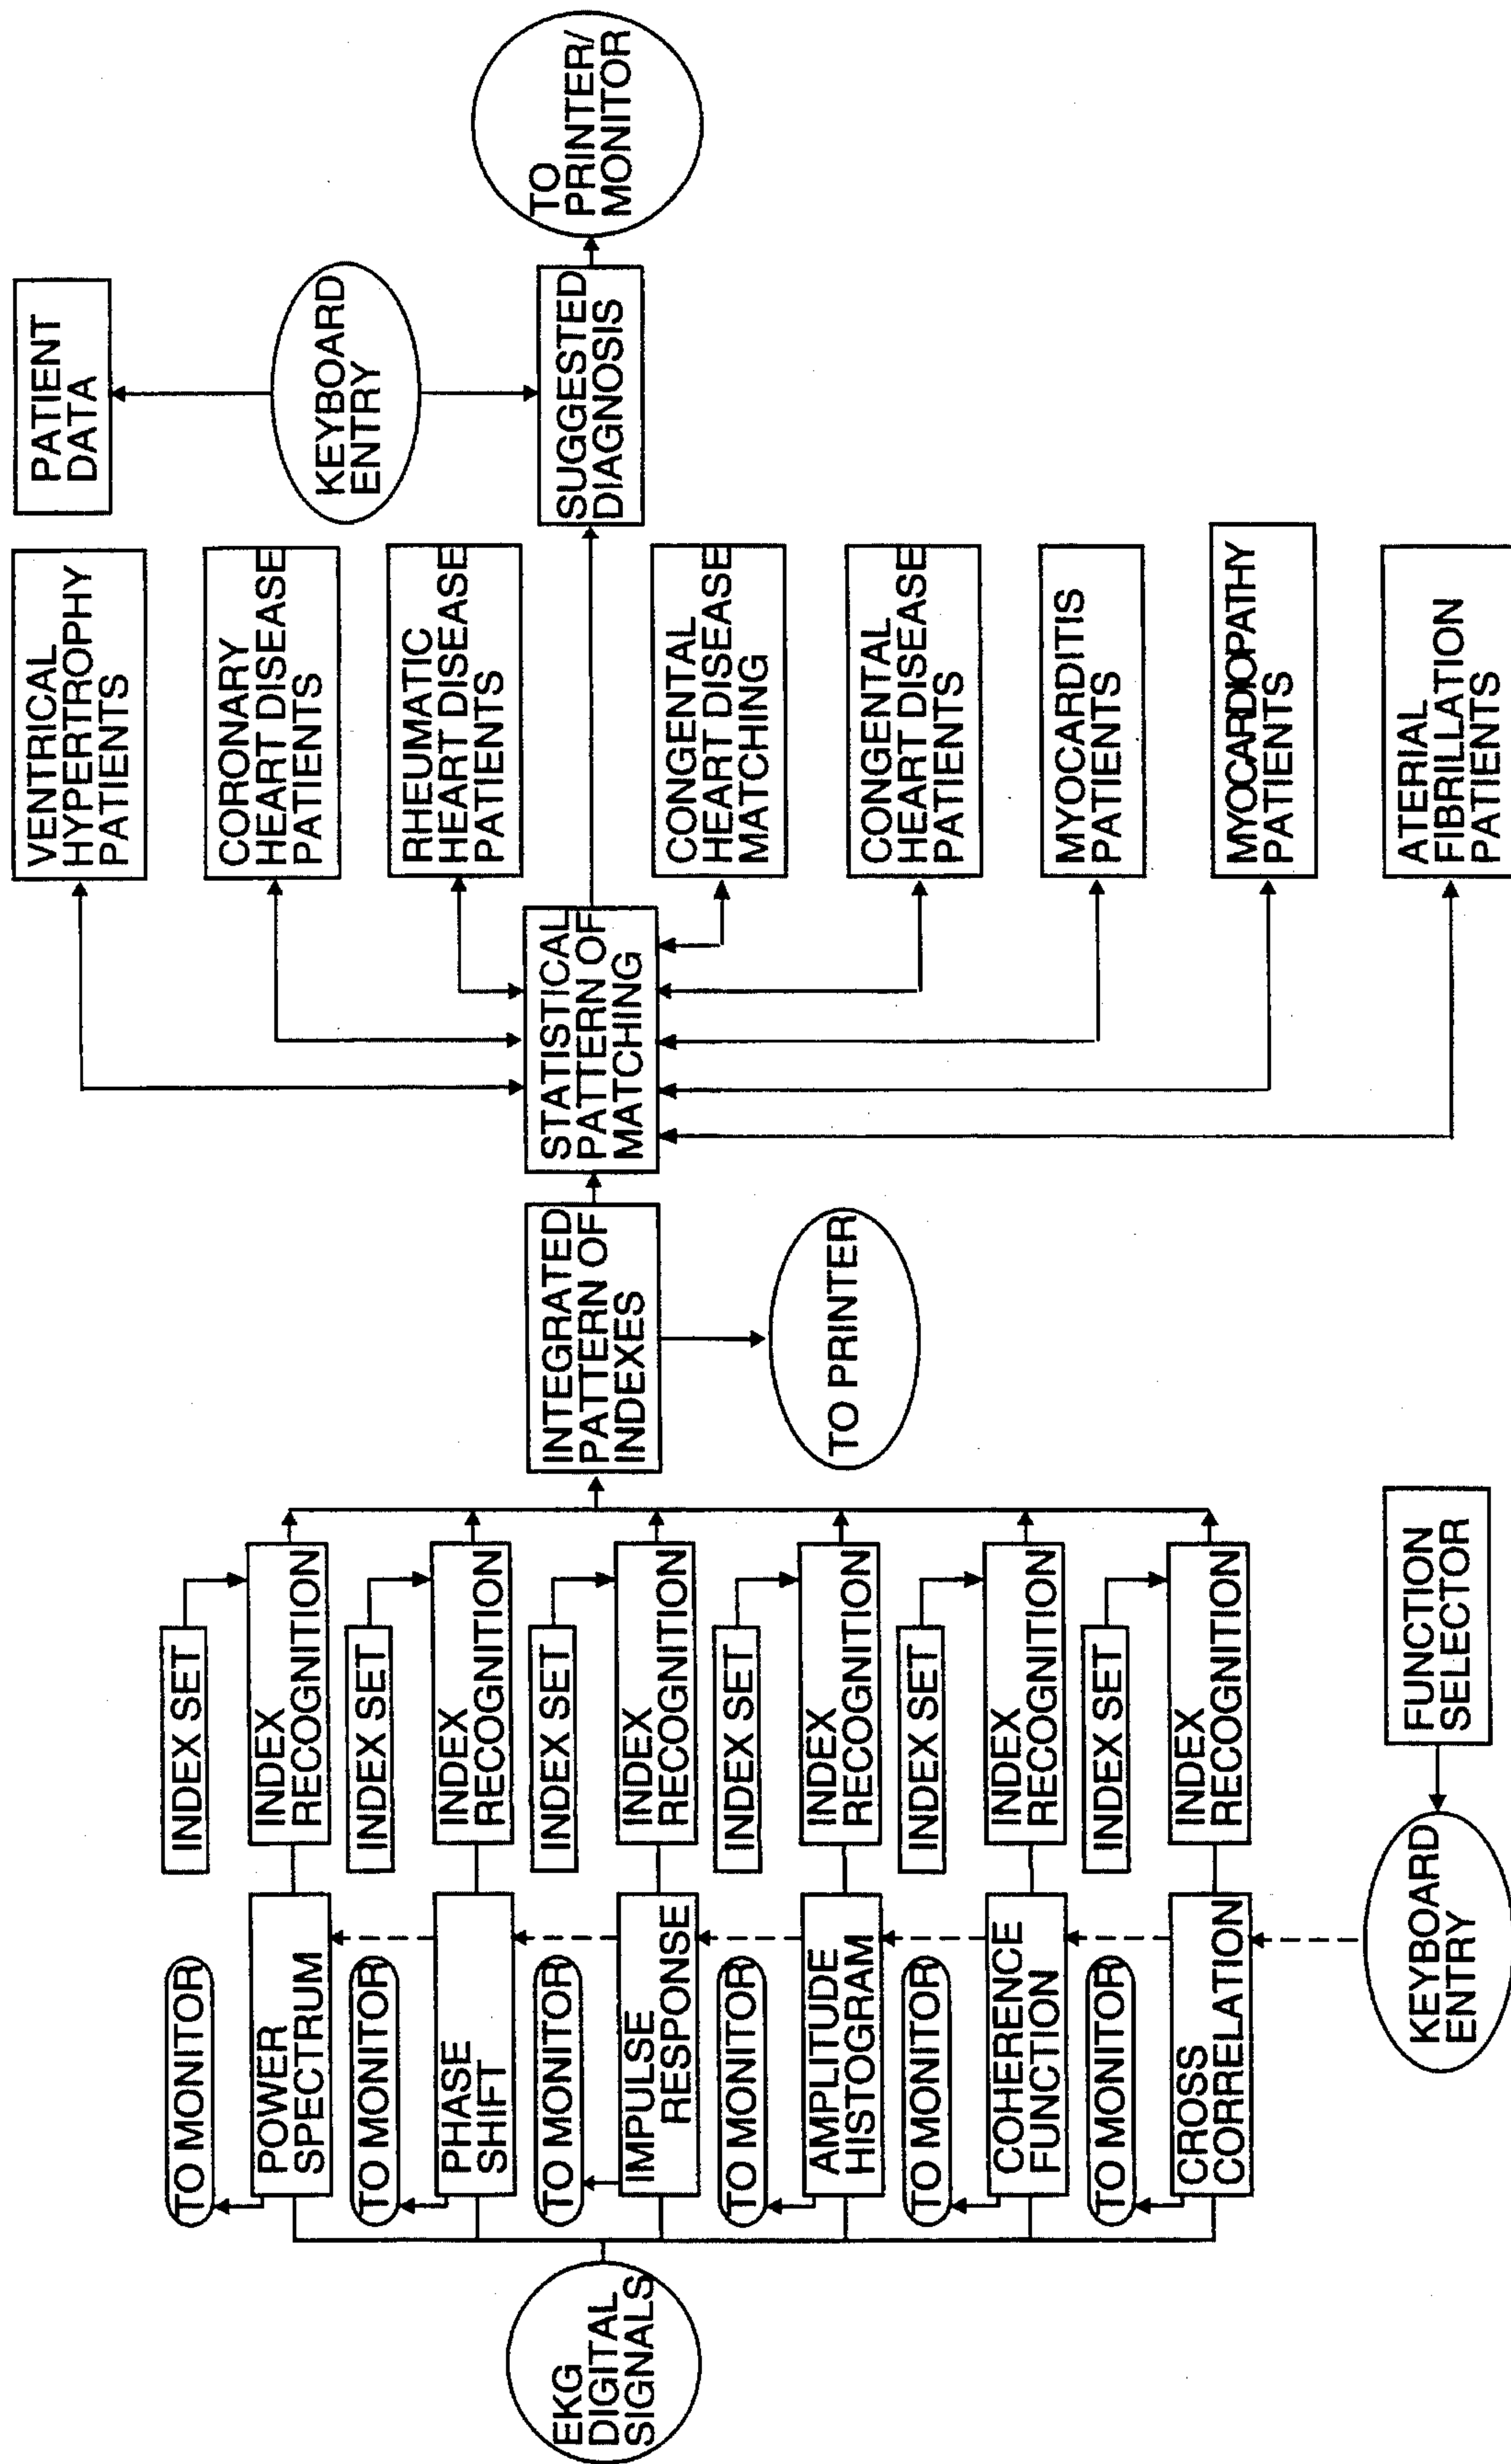 EKG
DIGITAL
SIGNALS
TO MONITOR
POWER
SPECTRUM
INDEX SET
INDEX
RECOGNITION
TO MONITOR
PHASE
SHIFT
INDEX SET
INDEX
RECOGNITION
TO MONITOR
IMPULSE
RESPONSE
INDEX SET
INDEX
RECOGNITION
TO MONITOR
AMPLITUDE
HISTOGRAM
INDEX SET
INDEX
RECOGNITION
TO MONITOR
COHERENCE
FUNCTION
INDEX SET
INDEX
RECOGNITION
TO MONITOR
CROSS
CORRELATION
INDEX SET
INDEX
RECOGNITION
KEYBOARD
ENTRY
FUNCTION
SELECTOR
INTEGRATED
PATTERN OF
INDEXES
TO PRINTER
STATISTICAL
PATTERN OF
MATCHING
VENTRICAL
HYPERTROPHY
PATIENTS
CORONARY
HEART DISEASE
PATIENTS
RHEUMATIC
HEART DISEASE
PATIENTS
CONGENTAL
HEART DISEASE
MATCHING
CONGENTAL
HEART DISEASE
PATIENTS
MYOCARDITIS
PATIENTS
MYOCARDIOPATHY
PATIENTS
ATERIAL
FIBRILLATION
PATIENTS
PATIENT
DATA
KEYBOARD
ENTRY
SUGGESTED
DIAGNOSIS
TO
PRINTER/
MONITOR